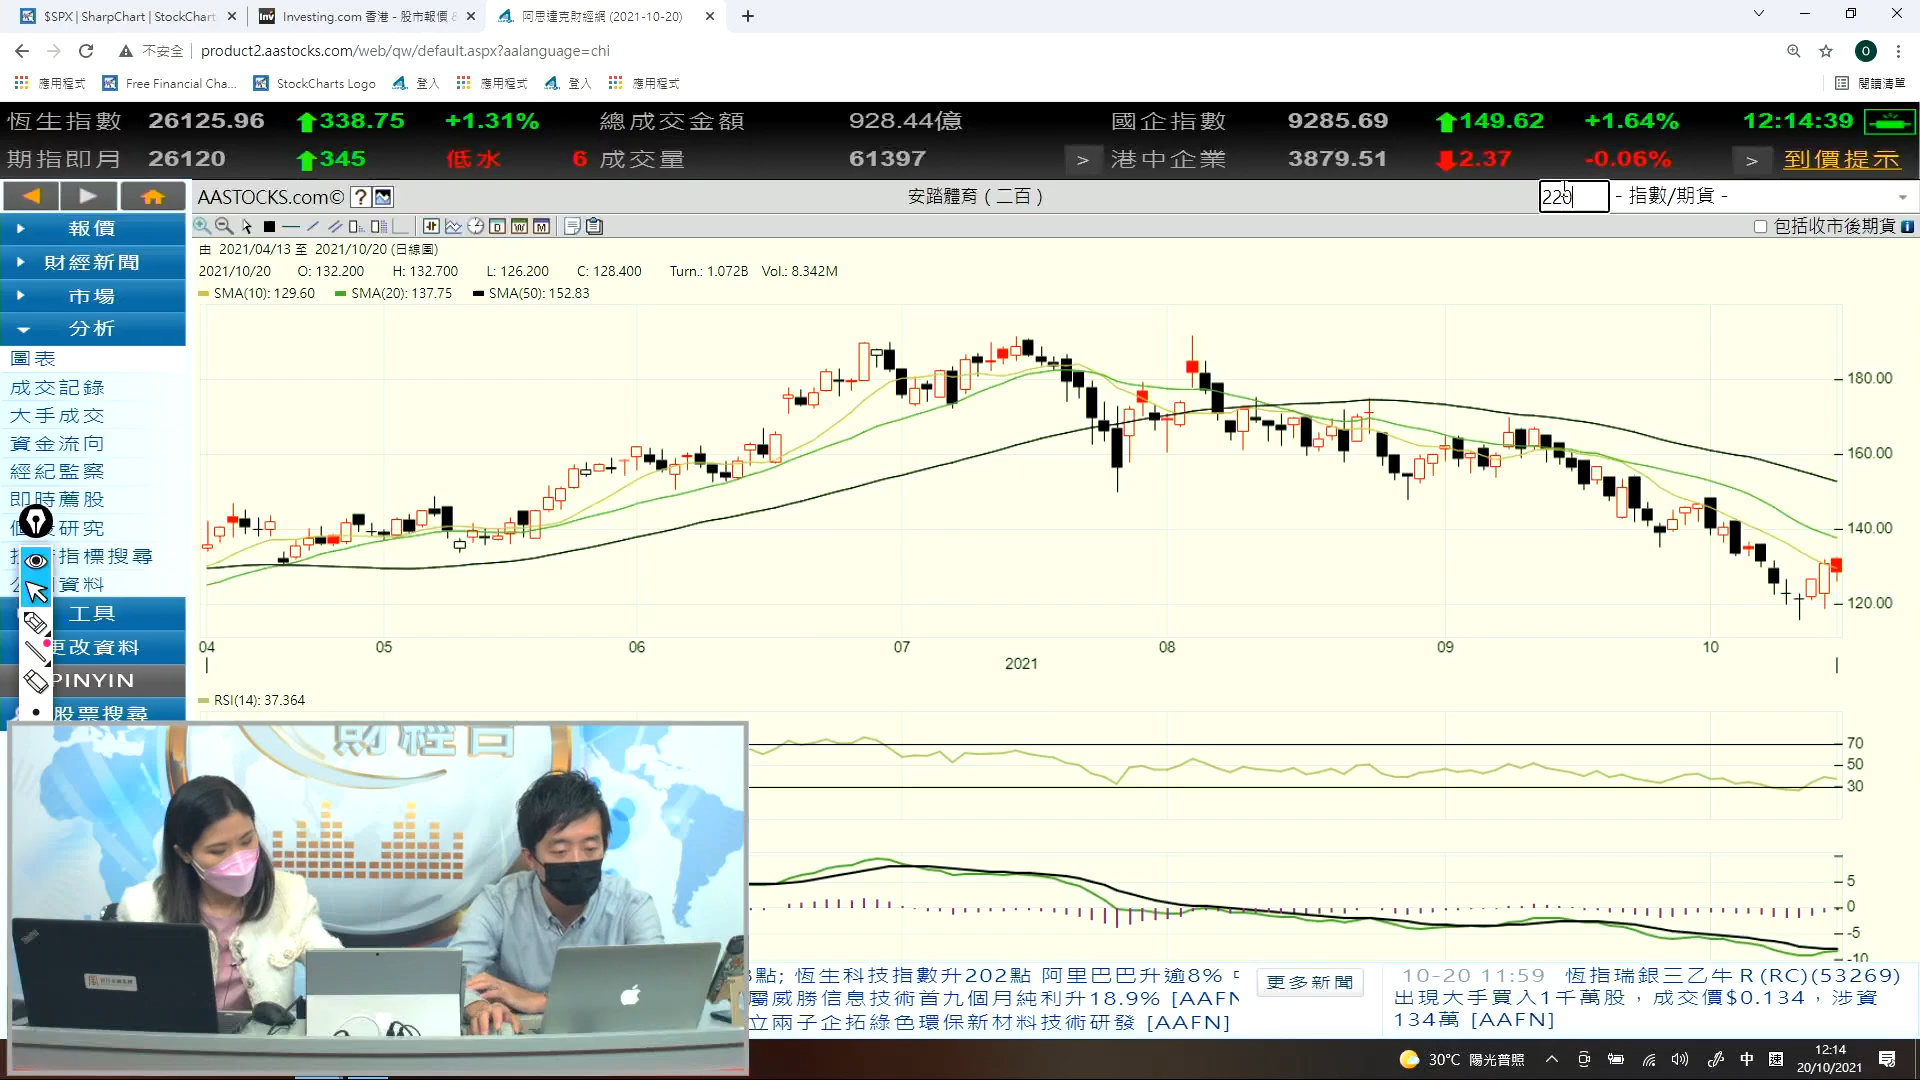 $SPX | SharpChart | StockChart
Investing.com 香港 - 股市報價
阿思達克財經網 (2021-10-20)
不安全
product2.aastocks.com/web/qw/default.aspx?aalanguage=chi
O
應用程式
Free Financial Cha...
StockCharts Logo
登入
應用程式
登入
應用程式
閱讀清單
恆生指數 26125.96 338.75 +1.31% 總成交金額 928.44億 國企指數 9285.69 149.62 +1.64% 12:14:39
期指即月 26120 345 低水 6 成交量 61397 > 港中企業 3879.51 2.37 -0.06% > 到價提示
AASTOCKS.com© ?
安踏體育 ( 二百 )
220 - 指數/期貨 -
D W M
包括收市後期貨 i
報價
財經新聞
市場
分析
圖表
成交記錄
大手成交
資金流向
經紀監察
即時薦股
研究
指標搜尋
資料
工具
更改資料
PINYIN
股票搜尋
由 2021/04/13 至 2021/10/20 (日線圖)
2021/10/20 O: 132.200 H: 132.700 L: 126.200 C: 128.400 Turn.: 1.072B Vol.: 8.342M
SMA(10): 129.60 SMA(20): 137.75 SMA(50): 152.83
180.00
160.00
140.00
120.00
04 05 06 07 08 09 10
2021
RSI(14): 37.364
70
50
30
5
0
-5
-10
財經台
點; 恆生科技指數升202點 阿里巴巴升逾8%
屬威勝信息技術首九個月純利升18.9% [AAFN
立兩子企拓綠色環保新材料技術研發 [AAFN]
更多新聞
10-20 11:59 恆指瑞銀三乙牛R(RC)(53269)
出現大手買入1千萬股，成交價$0.134，涉資
134萬 [AAFN]
30°C 陽光普照
中
12:14
20/10/2021